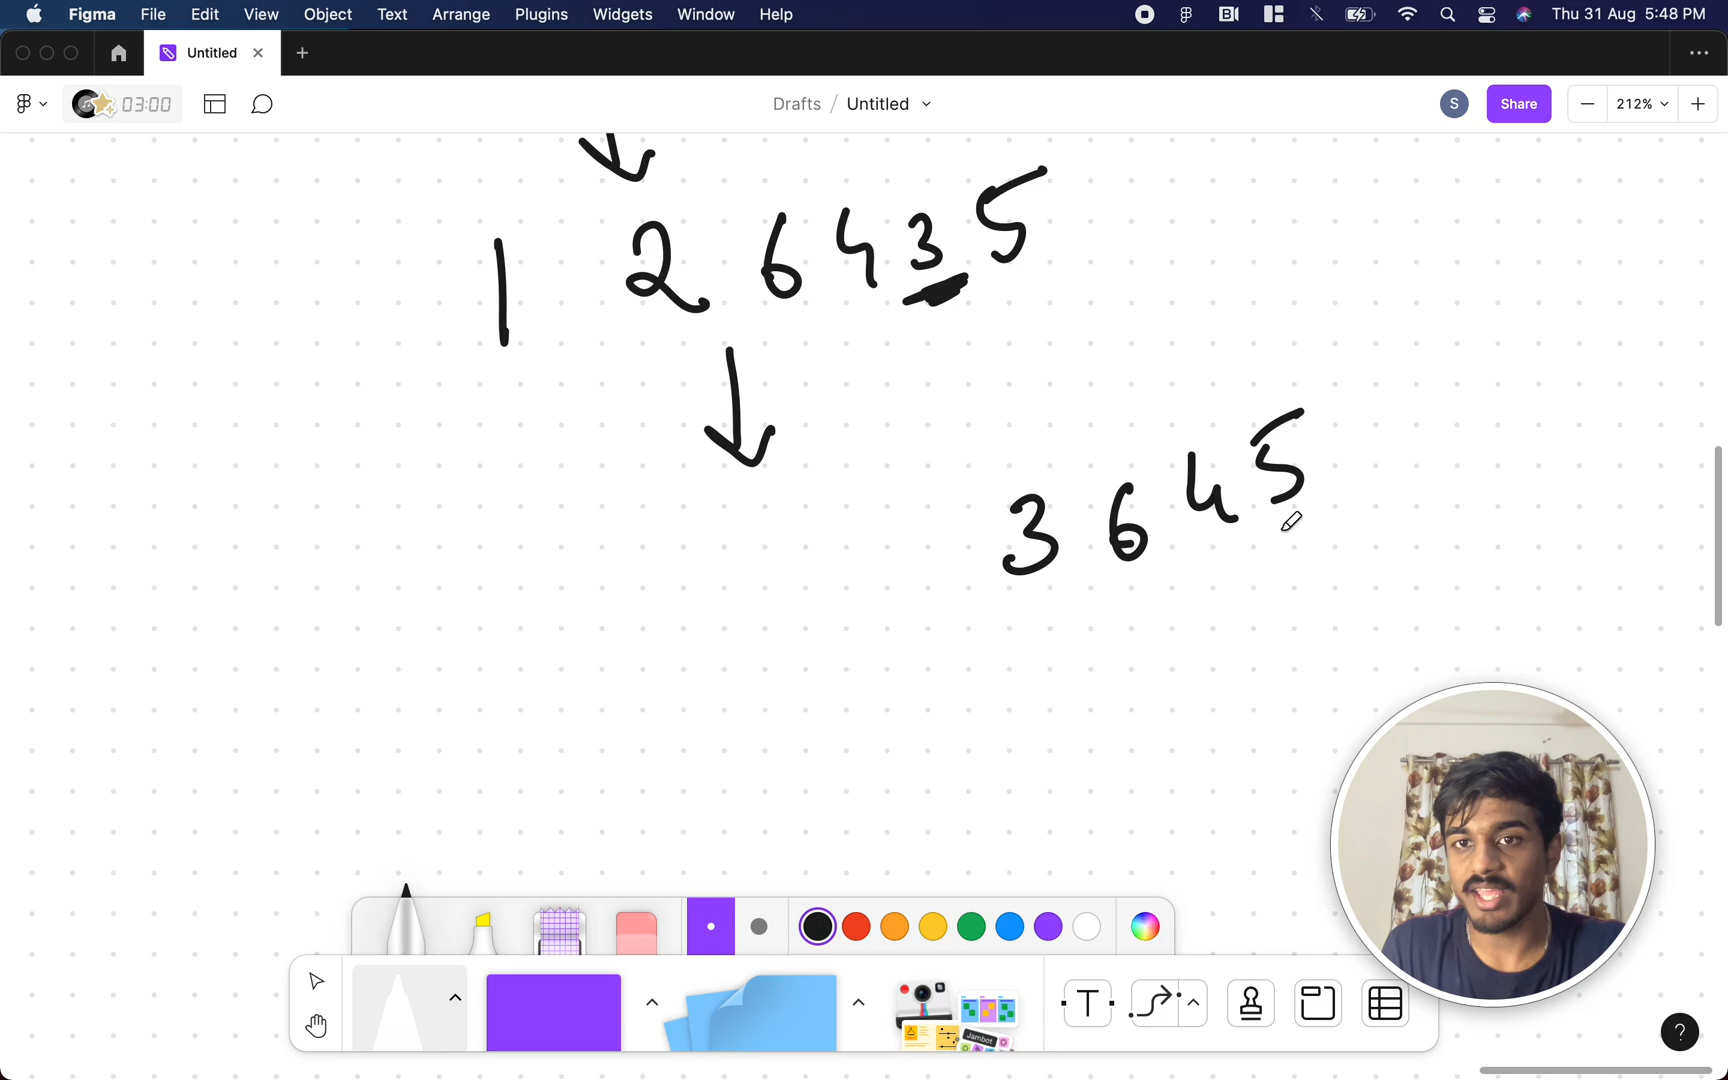 Figma File Edit View Object Text Arrange Plugins Widgets Window Help Thu 31 Aug 5:48 PM
Untitled
03:00 Drafts / Untitled S Share 212%
1 2 6 4 3 5
3 6 4 5
T
Jambot
?